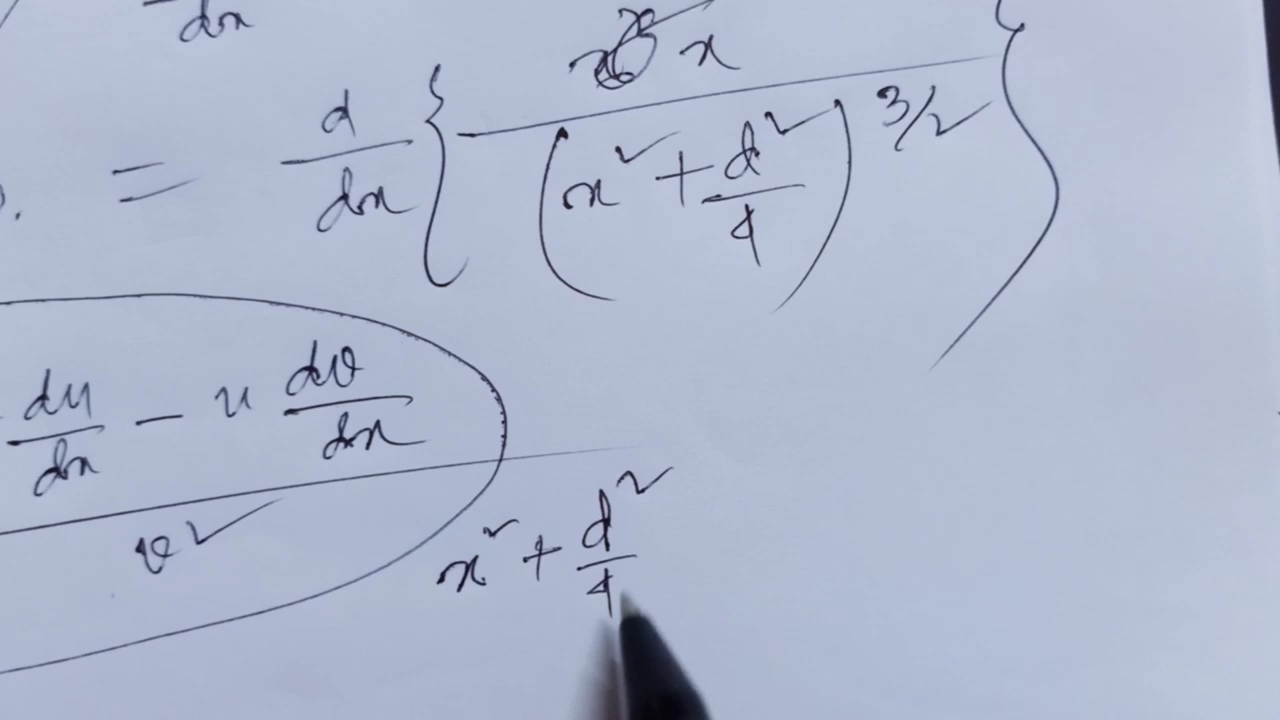 dx
= d/dx { x / (x² + d²/4)^3/2 }
du/dx - u dv/dx
v²
x² + d²/4